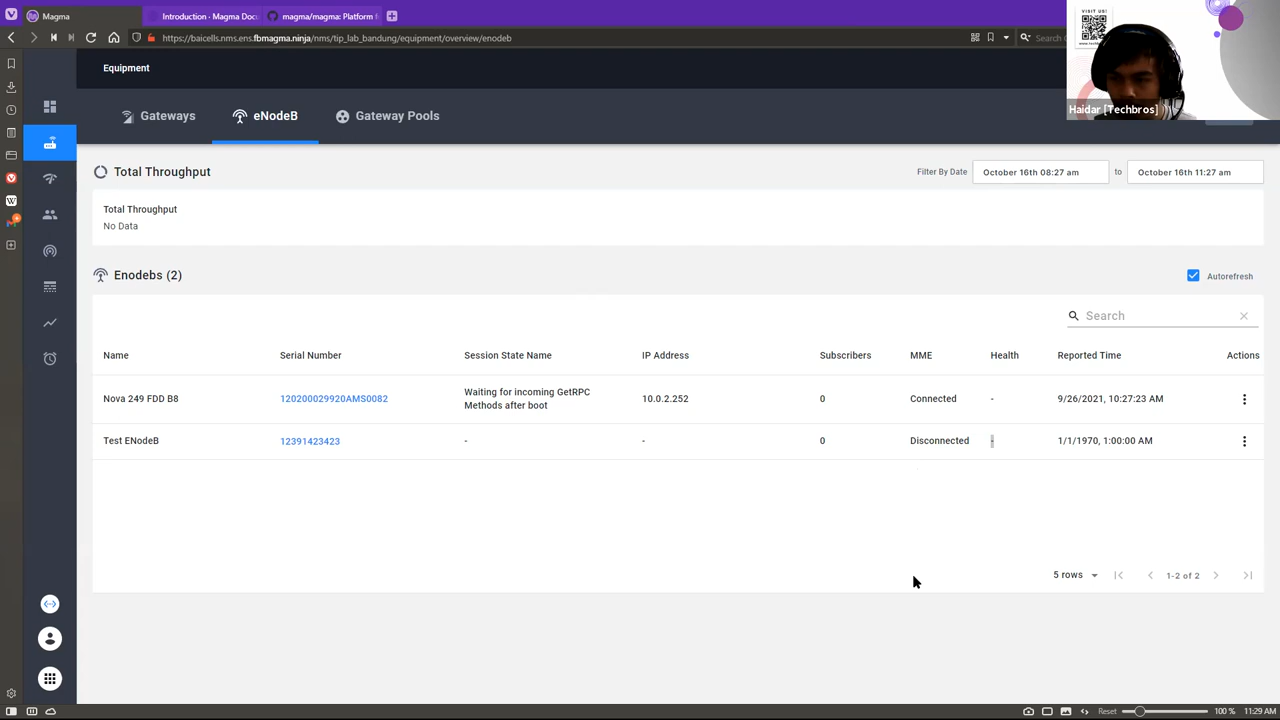 Magma
Introduction · Magma Doc
magma/magma: Platform f
https://baicells.nms.ens.fbmagma.ninja/nms/tip_lab_bandung/equipment/overview/enodeb
Search
VISIT US!
Haidar [Techbros]
Equipment
Gateways
eNodeB
Gateway Pools
Total Throughput
Filter By Date
October 16th 08:27 am
to
October 16th 11:27 am
Total Throughput
No Data
Enodebs (2)
Autorefresh
Search
Name Serial Number Session State Name IP Address Subscribers MME Health Reported Time Actions
Nova 249 FDD B8 120200029920AMS0082 Waiting for incoming GetRPC
Methods after boot 10.0.2.252 0 Connected - 9/26/2021, 10:27:23 AM
Test ENodeB 12391423423 - - 0 Disconnected - 1/1/1970, 1:00:00 AM
5 rows
1-2 of 2
Reset
100 %
11:29 AM